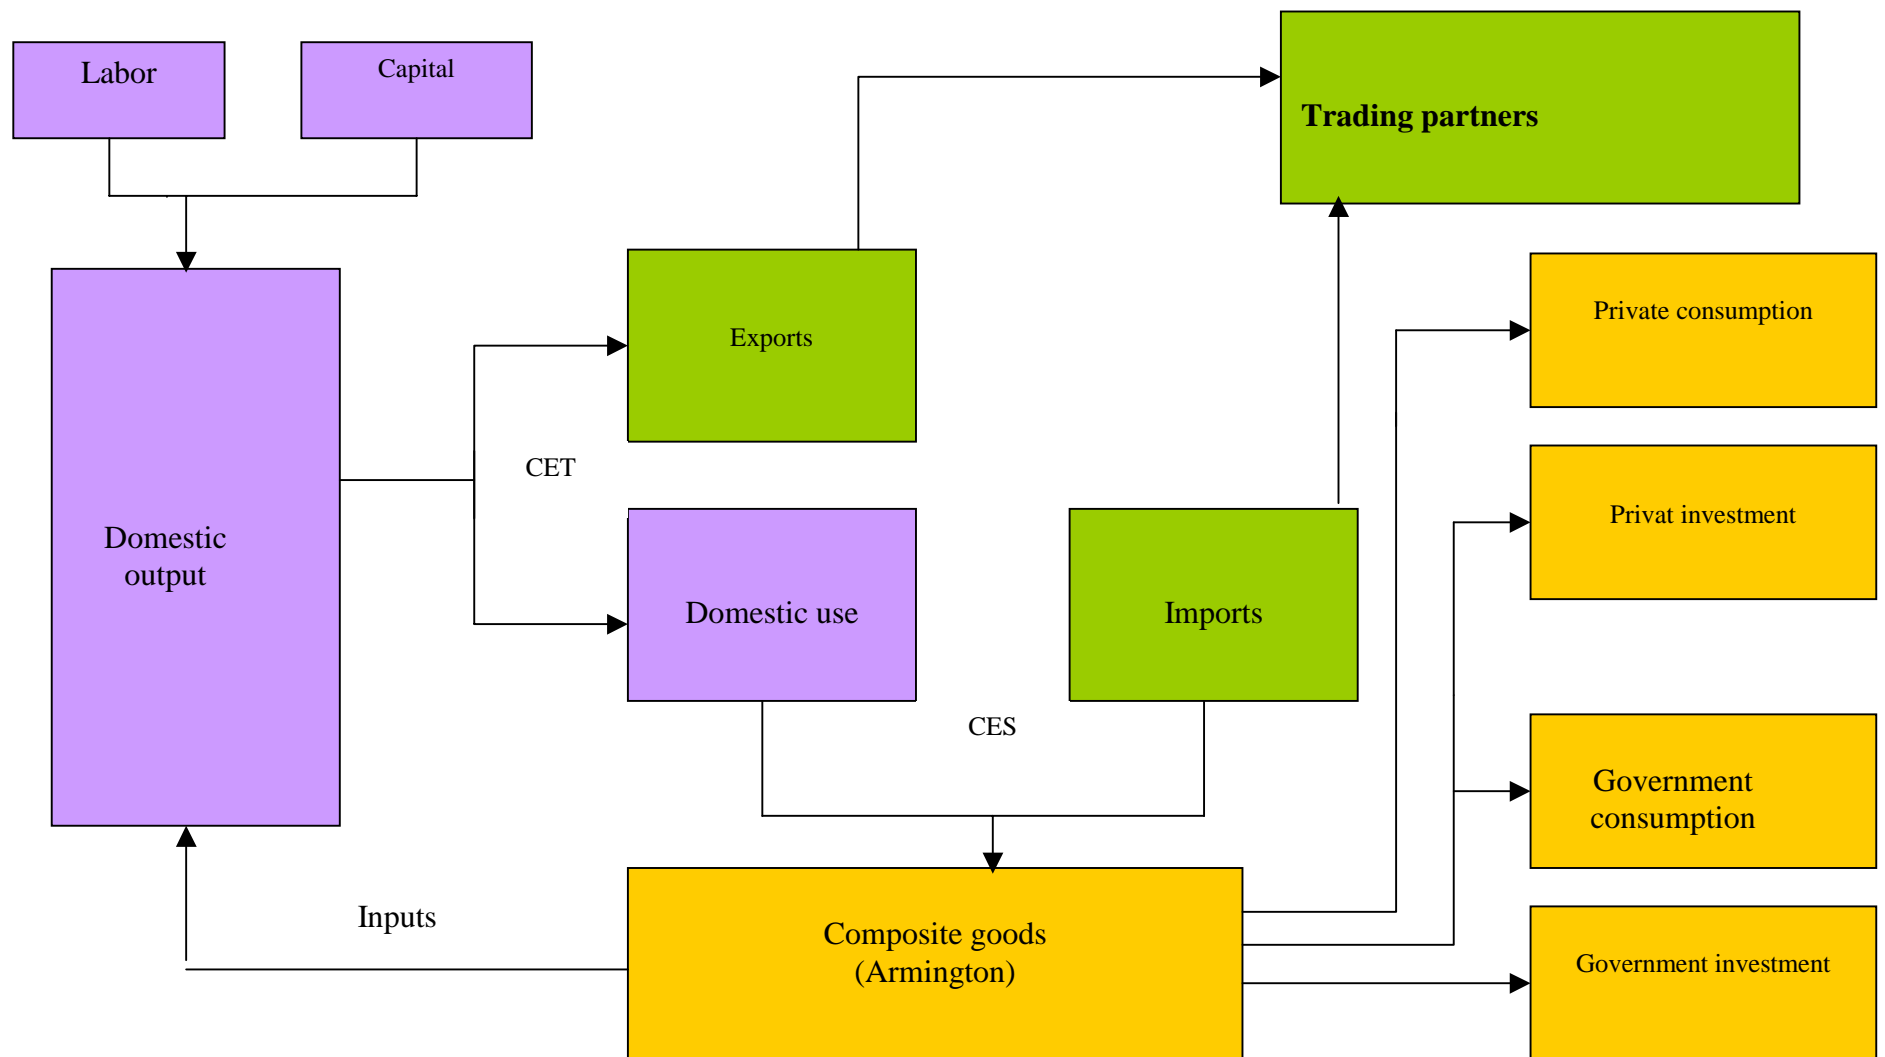 Labor
Capital
Trading partners
Private consumption
Exports
CET
Privat investment
Domestic
output
Domestic use
Imports
CES
Government
consumption
Inputs
Composite goods
(Armington)
Government investment